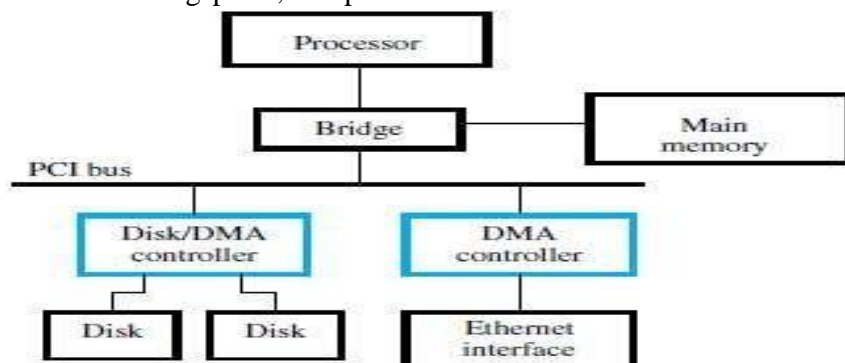 Processor
Bridge
Main
memory
PCI bus
Disk/DMA
controller
DMA
controller
Disk
Disk
Ethernet
interface